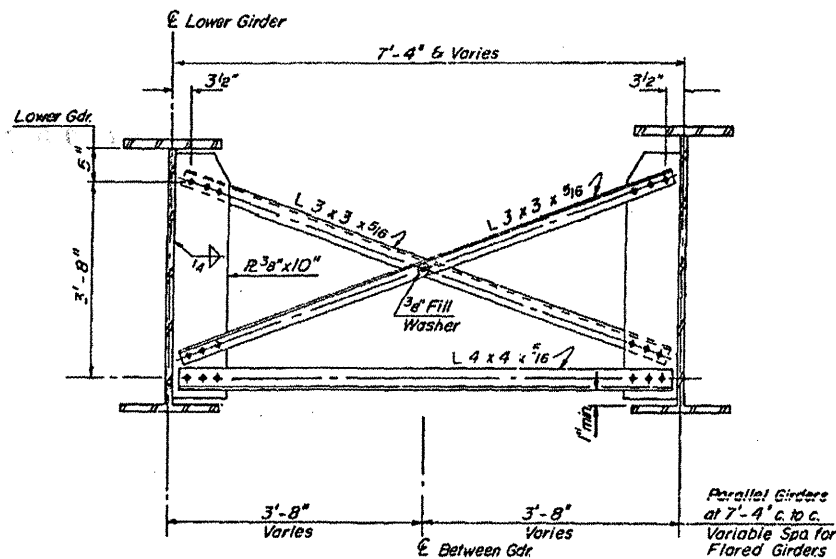 ℄ Lower Girder
7'-4" & Varies
3½"
3½"
Lower Gdr.
5"
L 3 x 3 x 5/16
L 3 x 3 x 5/16
3'-8"
1/4
℞ 3/8" x 10"
3/8" Fill
Washer
L 4 x 4 x 5/16
1" min.
3'-8"
Varies
3'-8"
Varies
℄ Between Gdr.
Parallel Girders
at 7'-4" c. to c.
Variable Spa. for
Flared Girders